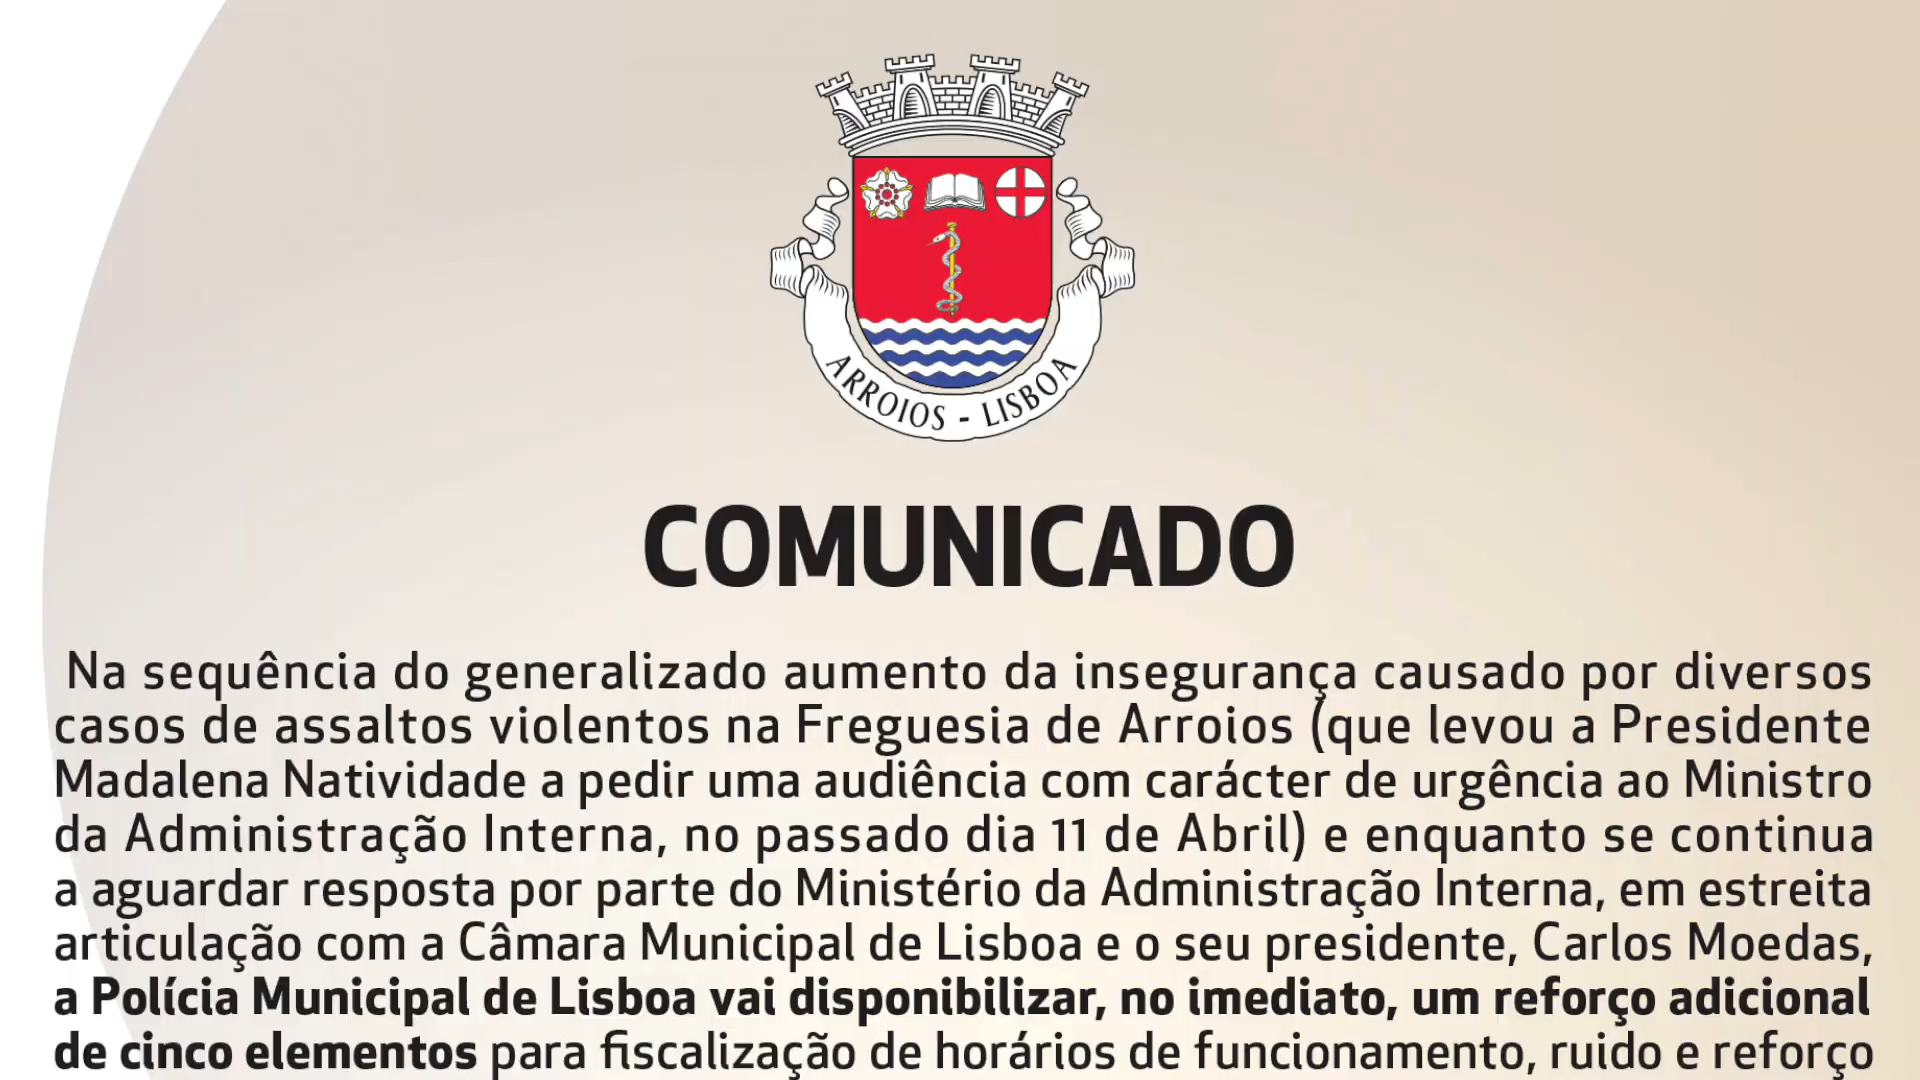 ARROIOS - LISBOA
COMUNICADO
Na sequência do generalizado aumento da insegurança causado por diversos
casos de assaltos violentos na Freguesia de Arroios (que levou a Presidente
Madalena Natividade a pedir uma audiência com carácter de urgência ao Ministro
da Administração Interna, no passado dia 11 de Abril) e enquanto se continua
a aguardar resposta por parte do Ministério da Administração Interna, em estreita
articulação com a Câmara Municipal de Lisboa e o seu presidente, Carlos Moedas,
a Polícia Municipal de Lisboa vai disponibilizar, no imediato, um reforço adicional
de cinco elementos para fiscalização de horários de funcionamento, ruido e reforço